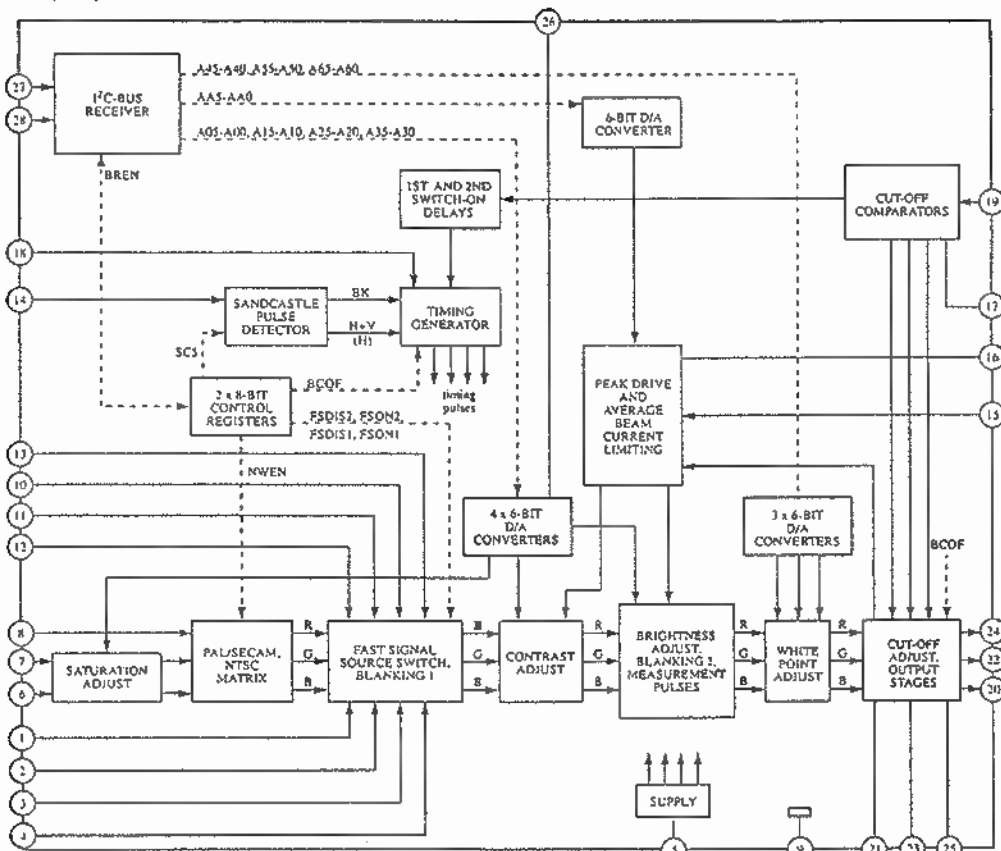 26
27
28
I²C-BUS
RECEIVER
A45-A40, A55-A50, A65-A60
AA5-AA0
A05-A00, A15-A10, A25-A20, A35-A30
BREN
6-BIT D/A
CONVERTER
1ST AND 2ND
SWITCH-ON
DELAYS
CUT-OFF
COMPARATORS
19
17
18
14
SANDCASTLE
PULSE
DETECTOR
BK
H+V
(H)
TIMING
GENERATOR
timing
pulses
SCS
2 x 8-BIT
CONTROL
REGISTERS
BCOF
FSDIS2, FSON2,
FSDIS1, FSON1
NWEN
PEAK DRIVE
AND
AVERAGE
BEAM
CURRENT
LIMITING
16
15
13
10
11
12
4 x 6-BIT
D/A
CONVERTERS
3 x 6-BIT
D/A
CONVERTERS
BCOF
8
7
6
SATURATION
ADJUST
PAL/SECAM,
NTSC
MATRIX
R
G
B
FAST SIGNAL
SOURCE SWITCH,
BLANKING 1
R
G
B
CONTRAST
ADJUST
R
G
B
BRIGHTNESS
ADJUST,
BLANKING 2,
MEASUREMENT
PULSES
R
G
B
WHITE
POINT
ADJUST
R
G
B
CUT-OFF
ADJUST,
OUTPUT
STAGES
24
22
20
1
2
3
4
SUPPLY
5
9
21
23
25